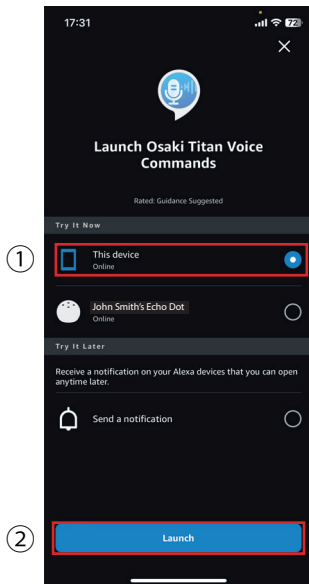 17:31
72
Launch Osaki Titan Voice
Commands
Rated: Guidance Suggested
Try It Now
1
This device
Online
John Smith's Echo Dot
Online
Try It Later
Receive a notification on your Alexa devices that you can open
anytime later.
Send a notification
2
Launch